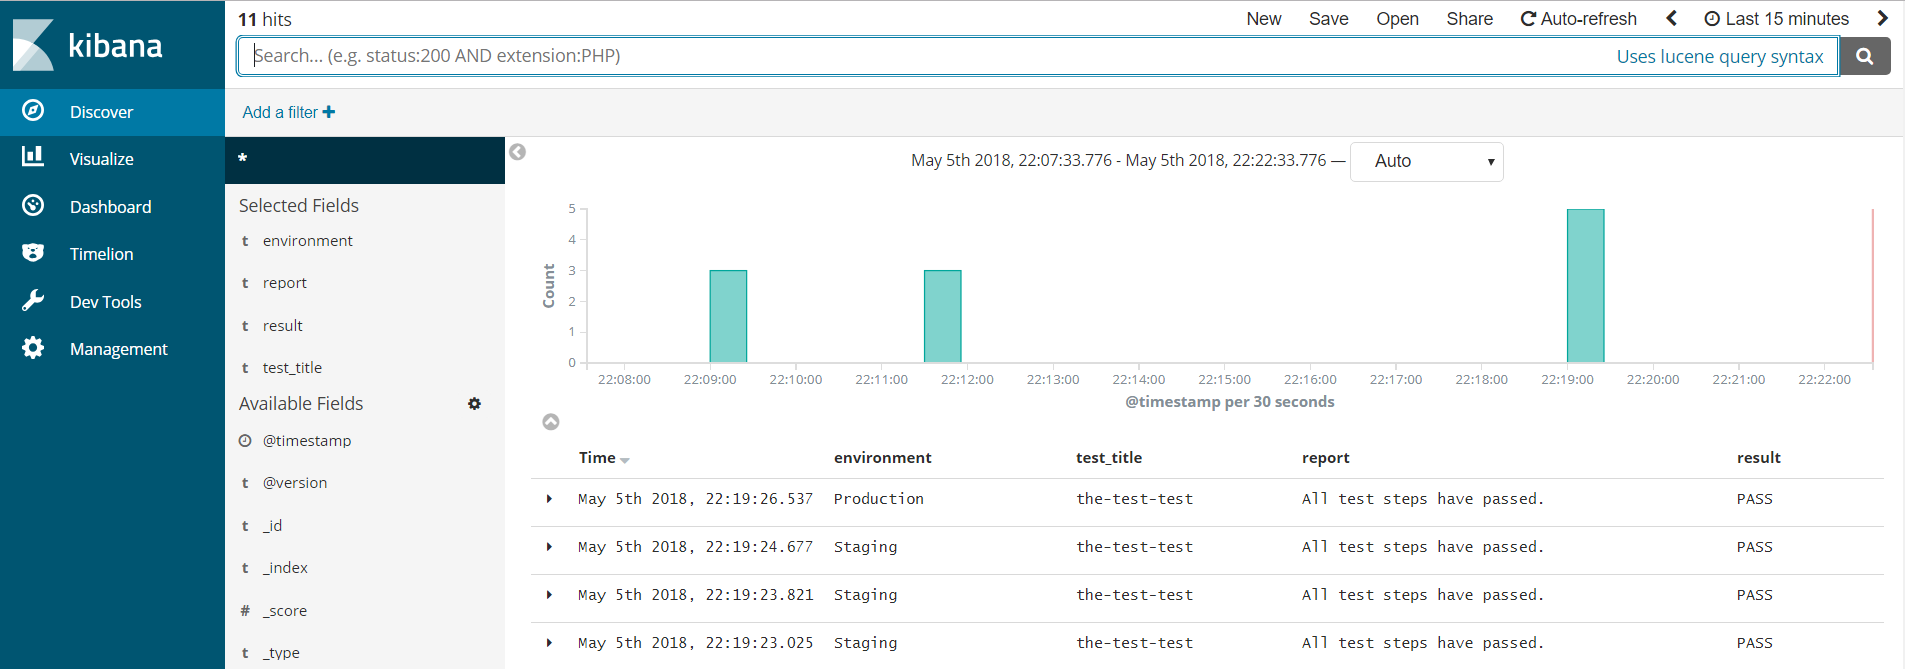 kibana
Discover
Visualize
Dashboard
Timelion
Dev Tools
Management
11 hits
New Save Open Share Auto-refresh Last 15 minutes
Search... (e.g. status:200 AND extension:PHP) Uses lucene query syntax
Add a filter +
*
Selected Fields
t environment
t report
t result
t test_title
Available Fields
@timestamp
t @version
t _id
t _index
# _score
t _type
May 5th 2018, 22:07:33.776 - May 5th 2018, 22:22:33.776 — Auto
Count
5
4
3
2
1
0
22:08:00 22:09:00 22:10:00 22:11:00 22:12:00 22:13:00 22:14:00 22:15:00 22:16:00 22:17:00 22:18:00 22:19:00 22:20:00 22:21:00 22:22:00
@timestamp per 30 seconds
Time environment test_title report result
May 5th 2018, 22:19:26.537 Production the-test-test All test steps have passed. PASS
May 5th 2018, 22:19:24.677 Staging the-test-test All test steps have passed. PASS
May 5th 2018, 22:19:23.821 Staging the-test-test All test steps have passed. PASS
May 5th 2018, 22:19:23.025 Staging the-test-test All test steps have passed. PASS